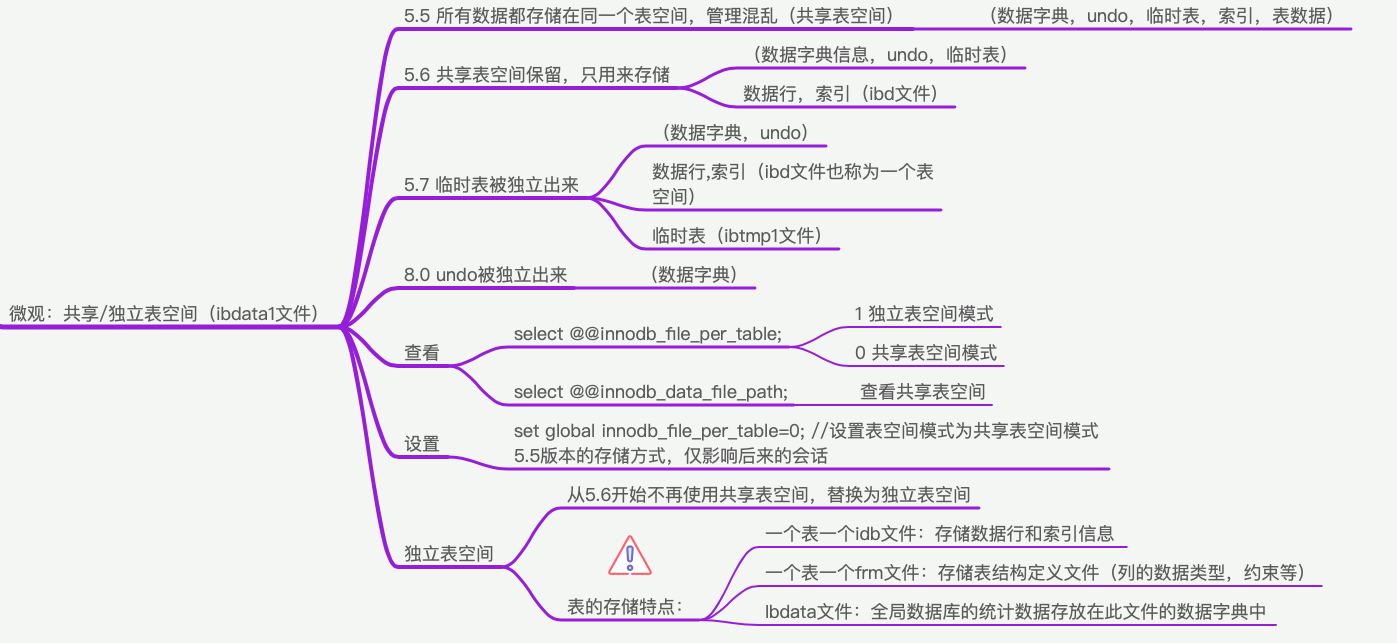 5.5 所有数据都存储在同一个表空间，管理混乱（共享表空间）
（数据字典，undo，临时表，索引，表数据）
5.6 共享表空间保留，只用来存储
（数据字典信息，undo，临时表）
数据行，索引（ibd文件）
5.7 临时表被独立出来
（数据字典，undo）
数据行,索引（ibd文件也称为一个表
空间）
临时表（ibtmp1文件）
8.0 undo被独立出来
（数据字典）
微观：共享/独立表空间（ibdata1文件）
查看
select @@innodb_file_per_table;
1 独立表空间模式
0 共享表空间模式
select @@innodb_data_file_path;
查看共享表空间
设置
set global innodb_file_per_table=0; //设置表空间模式为共享表空间模式
5.5版本的存储方式，仅影响后来的会话
独立表空间
从5.6开始不再使用共享表空间，替换为独立表空间
表的存储特点：
一个表一个idb文件：存储数据行和索引信息
一个表一个frm文件：存储表结构定义文件（列的数据类型，约束等）
Ibdata文件：全局数据库的统计数据存放在此文件的数据字典中